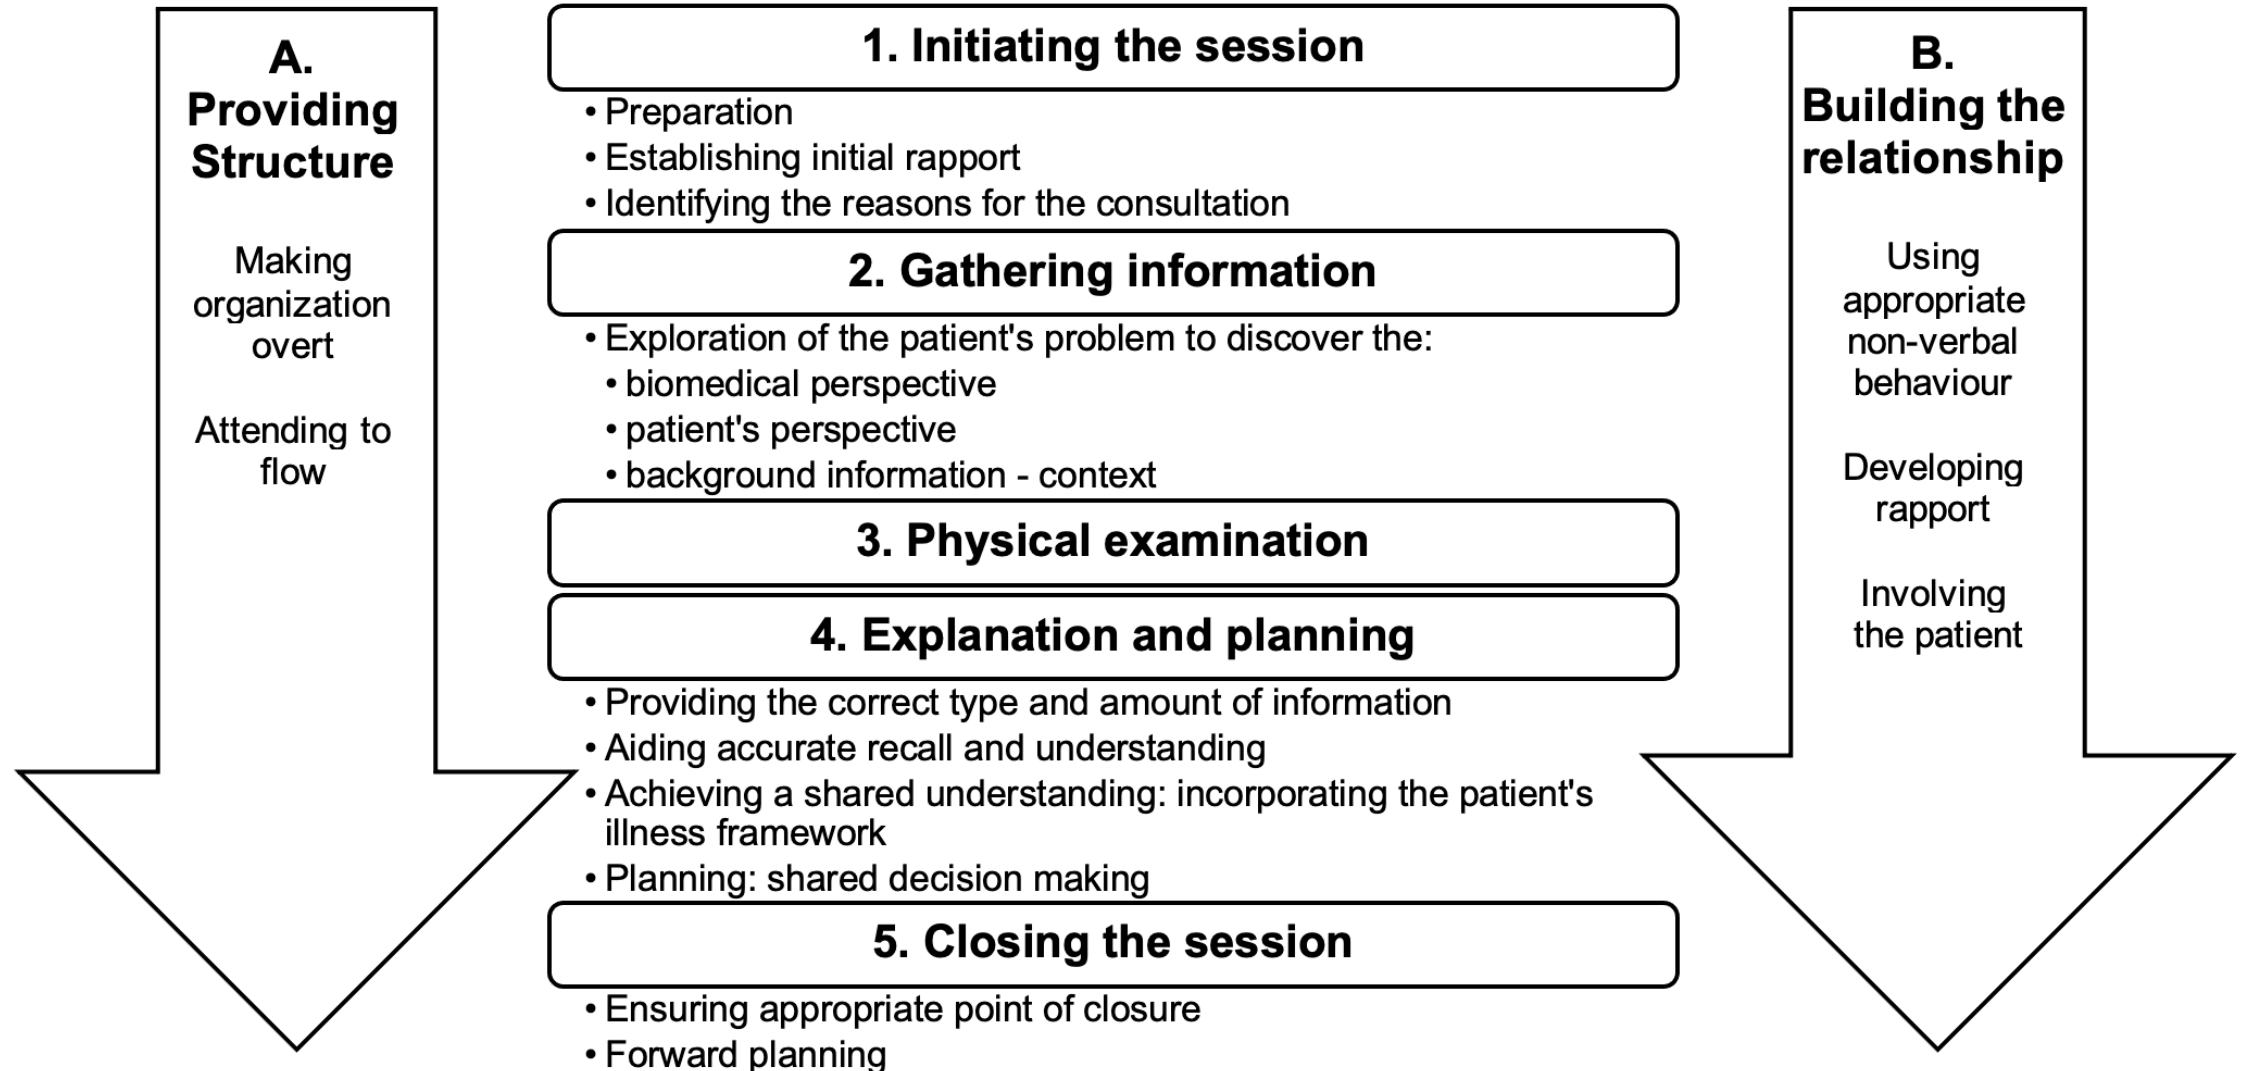 A.
Providing
Structure
Making
organization
overt
Attending to
flow
1. Initiating the session
• Preparation
• Establishing initial rapport
• Identifying the reasons for the consultation
2. Gathering information
• Exploration of the patient's problem to discover the:
• biomedical perspective
• patient's perspective
• background information - context
3. Physical examination
4. Explanation and planning
• Providing the correct type and amount of information
• Aiding accurate recall and understanding
• Achieving a shared understanding: incorporating the patient's
illness framework
• Planning: shared decision making
5. Closing the session
• Ensuring appropriate point of closure
• Forward planning
B.
Building the
relationship
Using
appropriate
non-verbal
behaviour
Developing
rapport
Involving
the patient